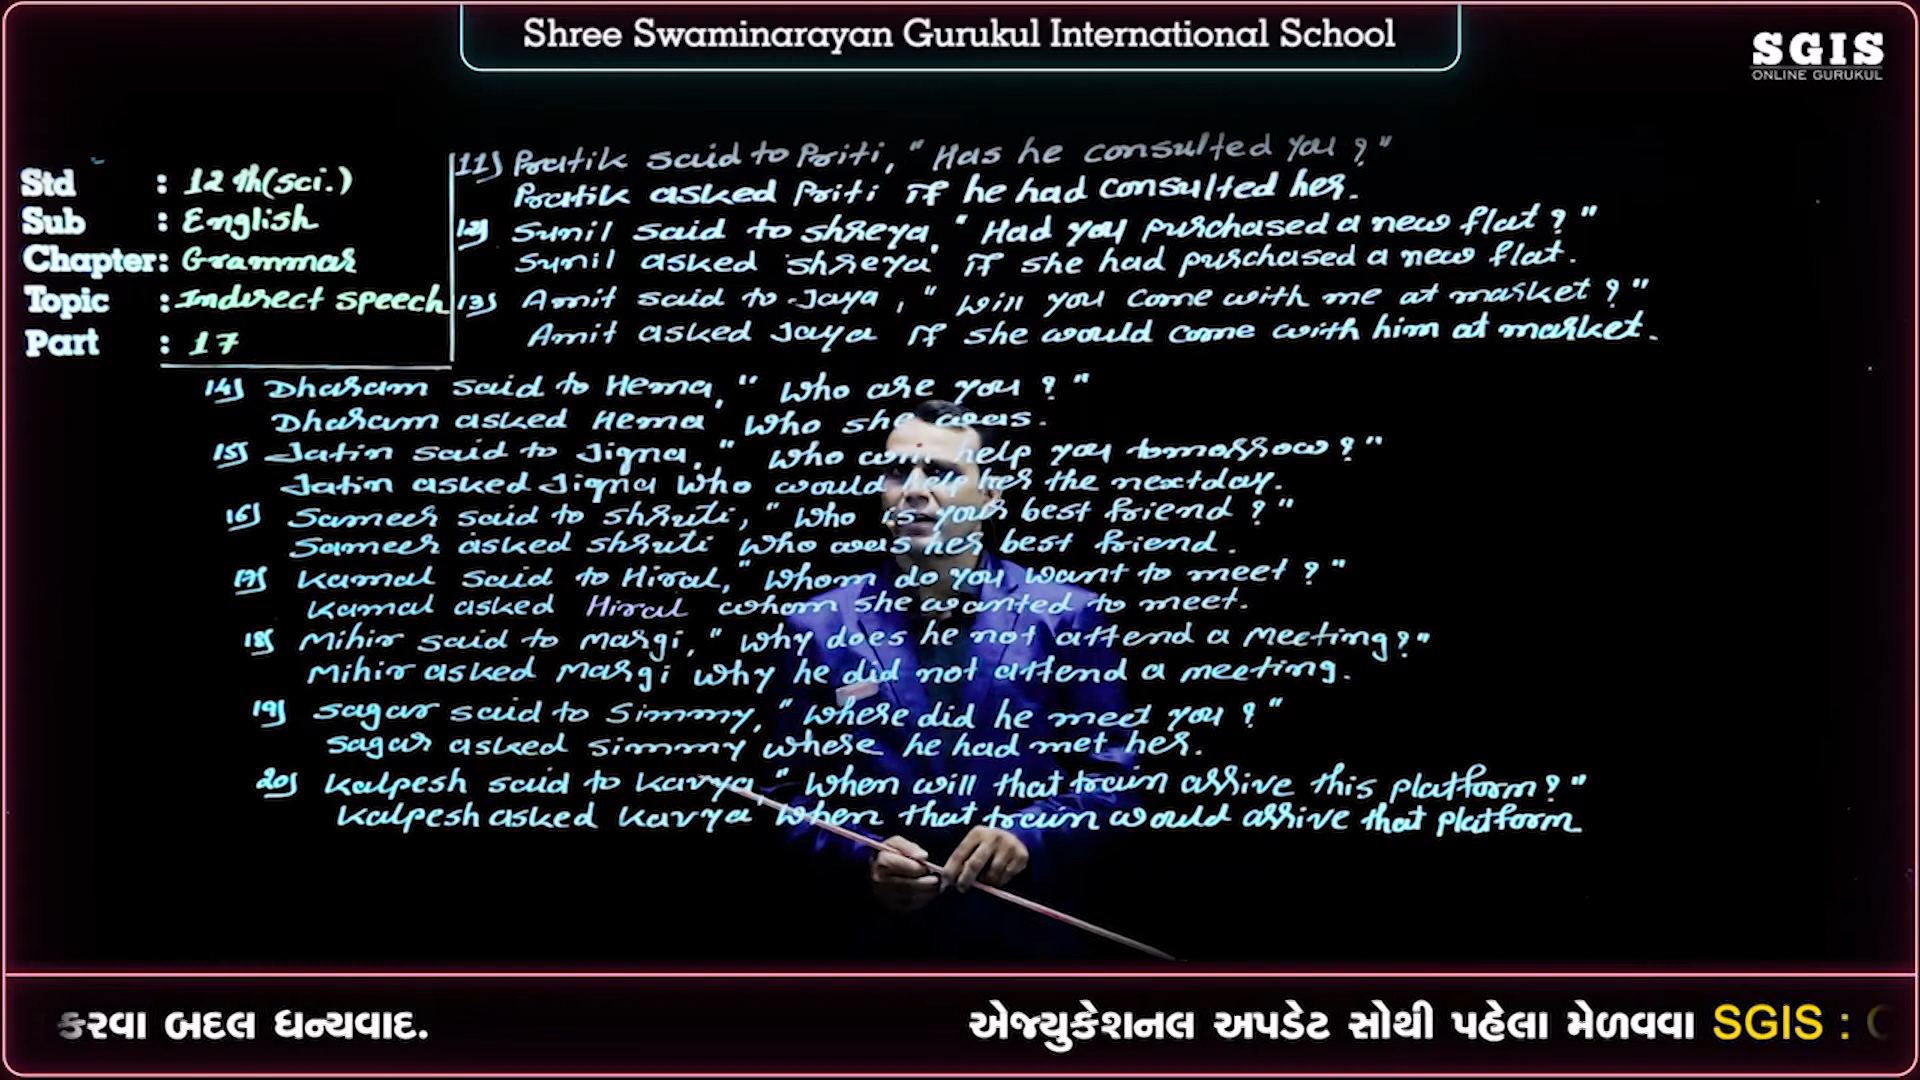 Shree Swaminarayan Gurukul International School
SGIS
ONLINE GURUKUL
Std : 12th(sci.)
Sub : English
Chapter: Grammar
Topic : Indirect speech
Part : 17
11) Pratik said to Priti, "Has he consulted you?"
Pratik asked Priti if he had consulted her.
12) Sunil said to shreya, "Had you purchased a new flat?"
Sunil asked shreya if she had purchased a new flat.
13) Amit said to Jaya, "Will you come with me at market?"
Amit asked Jaya if she would come with him at market.
14) Dharam said to Hema, "Who are you?"
Dharam asked Hema who she was.
15) Jatin said to Jigna, "Who will help you tomorrow?"
Jatin asked Jigna who would help her the next day.
16) Sameer said to Shruti, "Who is your best friend?"
Sameer asked Shruti who was her best friend.
17) Kamal said to Hiral, "Whom do you want to meet?"
Kamal asked Hiral whom she wanted to meet.
18) Mihir said to Margi, "Why does he not attend a meeting?"
Mihir asked Margi why he did not attend a meeting.
19) Sagar said to Simmy, "Where did he meet you?"
Sagar asked Simmy where he had met her.
20) Kalpesh said to Kavya, "When will that train arrive this platform?"
Kalpesh asked Kavya when that train would arrive that platform
કરવા બદલ ધન્યવાદ. એજ્યુકેશનલ અપડેટ સૌથી પહેલા મેળવવા SGIS :